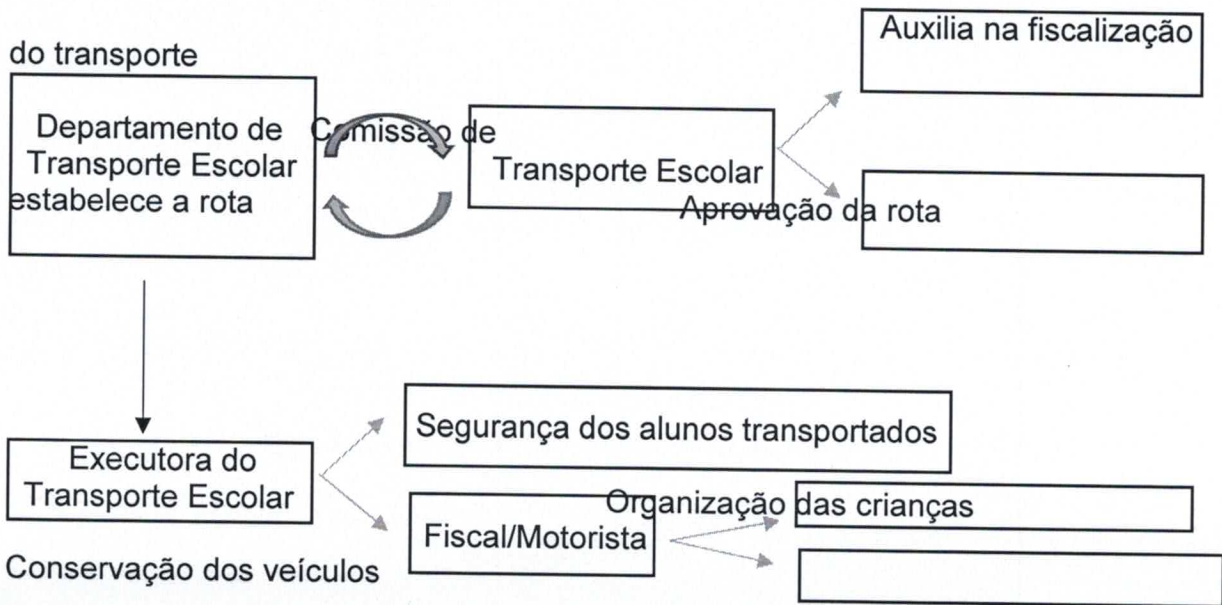 Auxilia na fiscalização
do transporte
Departamento de
Transporte Escolar
estabelece a rota
Comissão de
Transporte Escolar
Aprovação da rota
Segurança dos alunos transportados
Executora do
Transporte Escolar
Organização das crianças
Fiscal/Motorista
Conservação dos veículos